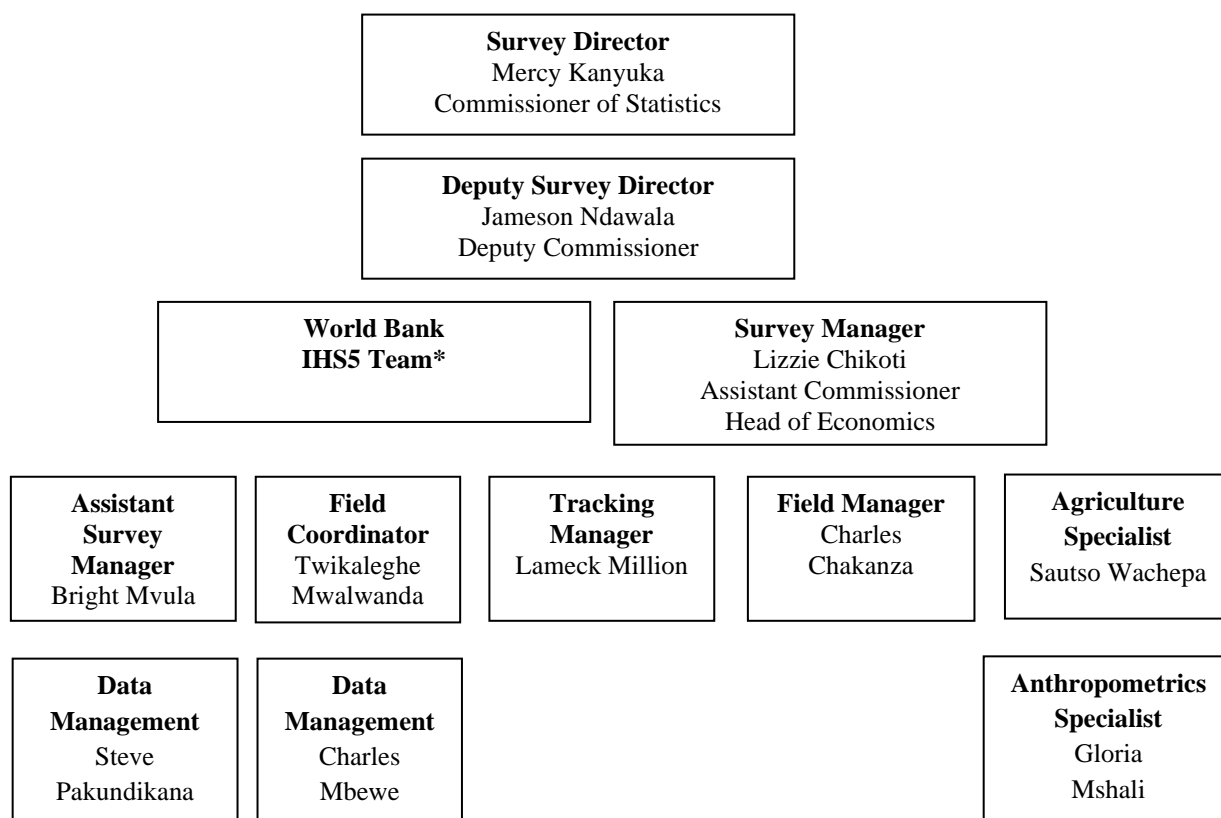 Survey Director
Mercy Kanyuka
Commissioner of Statistics
Deputy Survey Director
Jameson Ndawala
Deputy Commissioner
World Bank
IHS5 Team*
Survey Manager
Lizzie Chikoti
Assistant Commissioner
Head of Economics
Assistant
Survey
Manager
Bright Mvula
Field
Coordinator
Twikaleghe
Mwalwanda
Tracking
Manager
Lameck Million
Field Manager
Charles
Chakanza
Agriculture
Specialist
Sautso Wachepa
Data
Management
Steve
Pakundikana
Data
Management
Charles
Mbewe
Anthropometrics
Specialist
Gloria
Mshali